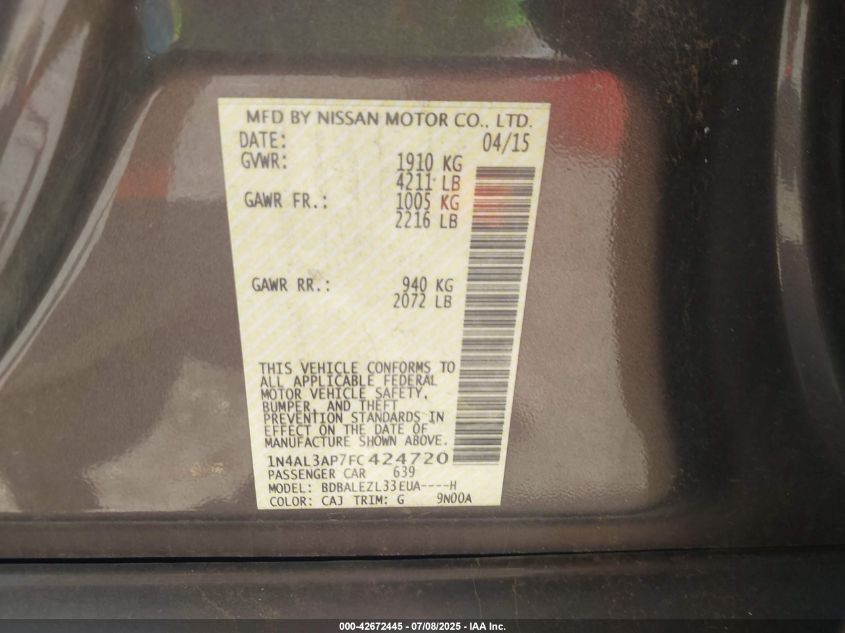 MFD BY NISSAN MOTOR CO., LTD.
DATE: 04/15
GVWR: 1910 KG
4211 LB
GAWR FR.: 1005 KG
2216 LB
GAWR RR.: 940 KG
2072 LB
THIS VEHICLE CONFORMS TO
ALL APPLICABLE FEDERAL
MOTOR VEHICLE SAFETY,
BUMPER, AND THEFT
PREVENTION STANDARDS IN
EFFECT ON THE DATE OF
MANUFACTURE SHOWN ABOVE.
1N4AL3AP7FC424720
PASSENGER CAR 639
MODEL: BDBALEZL33EUA----H
COLOR: CAJ TRIM: G 9N00A
000-42672445 - 07/08/2025 - IAA Inc.